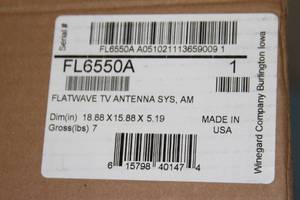 Serial #
FL6550A A051021113659009 1
FL6550A 1
FLATWAVE TV ANTENNA SYS, AM
Dim(in) 18.88 X 15.88 X 5.19
Gross(lbs) 7
MADE IN
USA
6 15798 40147 4
Winegard Company Burlington Iowa